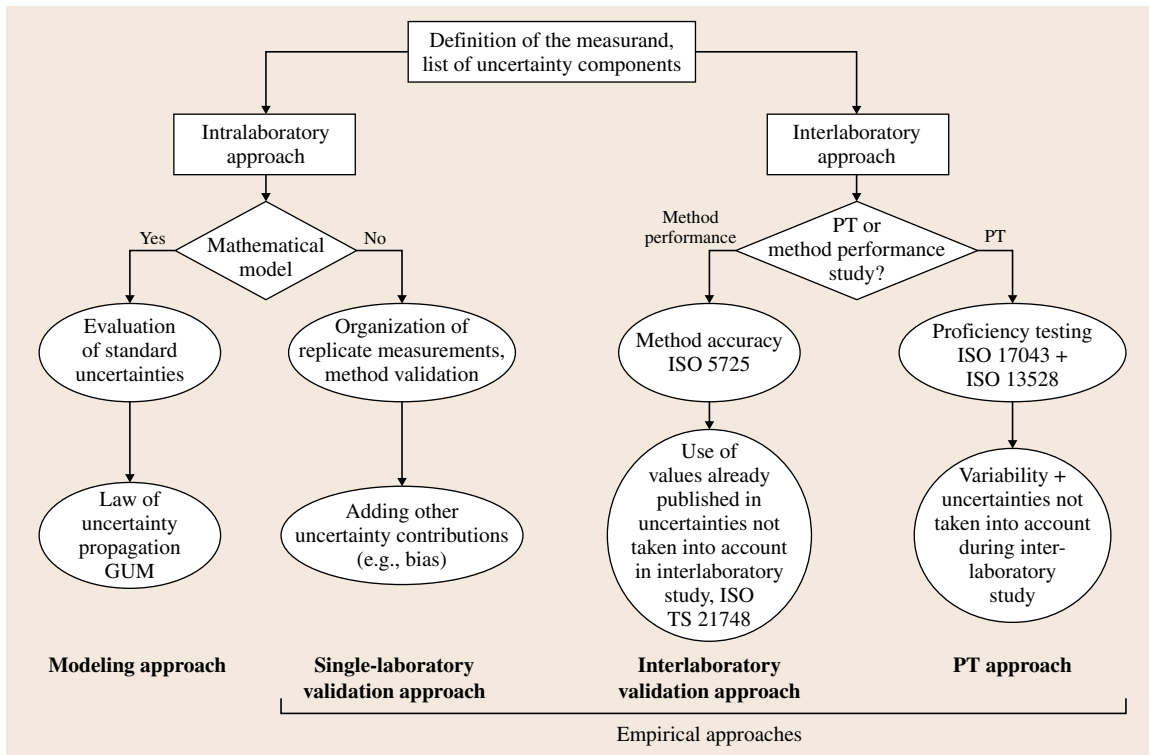 Definition of the measurand,
list of uncertainty components
Intralaboratory
approach
Interlaboratory
approach
Yes
Mathematical
model
No
Method
performance
PT or
method performance
study?
PT
Evaluation
of standard
uncertainties
Organization of
replicate measurements,
method validation
Method accuracy
ISO 5725
Proficiency testing
ISO 17043 +
ISO 13528
Law of
uncertainty
propagation
GUM
Adding other
uncertainty contributions
(e.g., bias)
Use of
values already
published in
uncertainties not
taken into account
in interlaboratory
study, ISO
TS 21748
Variability +
uncertainties not
taken into account
during inter-
laboratory
study
Modeling approach
Single-laboratory
validation approach
Interlaboratory
validation approach
PT approach
Empirical approaches